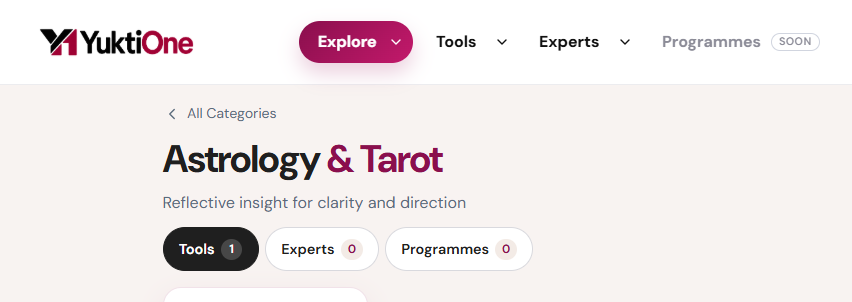 YuktiOne Explore Tools Experts Programmes SOON
All Categories
Astrology & Tarot
Reflective insight for clarity and direction
Tools 1 Experts 0 Programmes 0